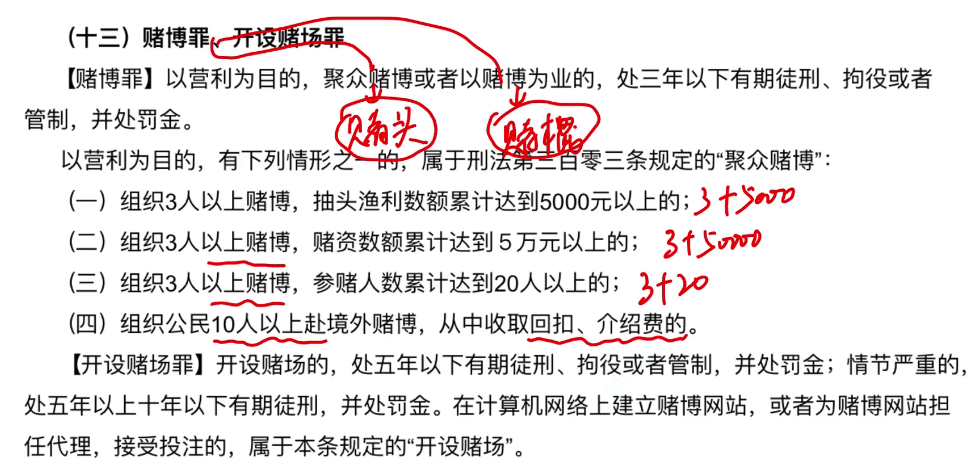 （十三）赌博罪、开设赌场罪
【赌博罪】以营利为目的，聚众赌博或者以赌博为业的，处三年以下有期徒刑、拘役或者
管制，并处罚金。
赌头 赌棍
以营利为目的，有下列情形之一的，属于刑法第三百零三条规定的“聚众赌博”：
（一）组织3人以上赌博，抽头渔利数额累计达到5000元以上的；3+5000
（二）组织3人以上赌博，赌资数额累计达到５万元以上的；3+50000
（三）组织3人以上赌博，参赌人数累计达到20人以上的；3+20
（四）组织公民10人以上赴境外赌博，从中收取回扣、介绍费的。
【开设赌场罪】开设赌场的，处五年以下有期徒刑、拘役或者管制，并处罚金；情节严重的，
处五年以上十年以下有期徒刑，并处罚金。在计算机网络上建立赌博网站，或者为赌博网站担
任代理，接受投注的，属于本条规定的“开设赌场”。